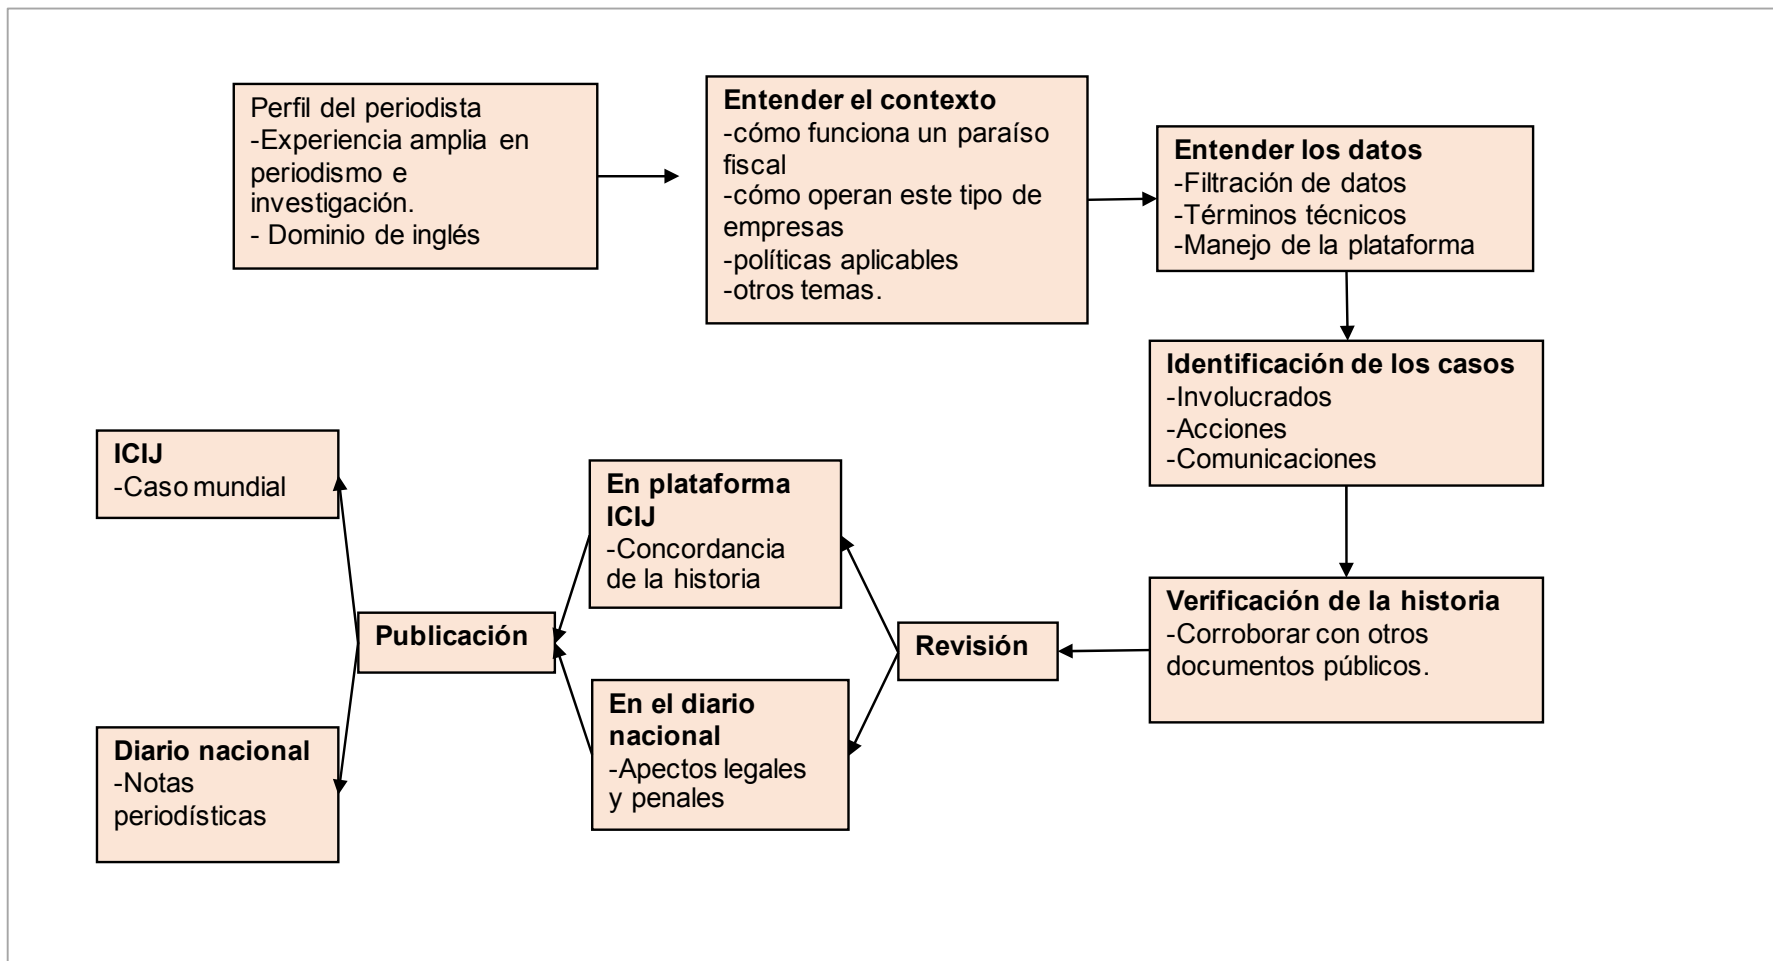 Perfil del periodista
-Experiencia amplia en
periodismo e
investigación.
- Dominio de inglés
Entender el contexto
-cómo funciona un paraíso
fiscal
-cómo operan este tipo de
empresas
-políticas aplicables
-otros temas.
Entender los datos
-Filtración de datos
-Términos técnicos
-Manejo de la plataforma
Identificación de los casos
-Involucrados
-Acciones
-Comunicaciones
Verificación de la historia
-Corroborar con otros
documentos públicos.
Revisión
En plataforma
ICIJ
-Concordancia
de la historia
En el diario
nacional
-Apectos legales
y penales
Publicación
ICIJ
-Caso mundial
Diario nacional
-Notas
periodísticas